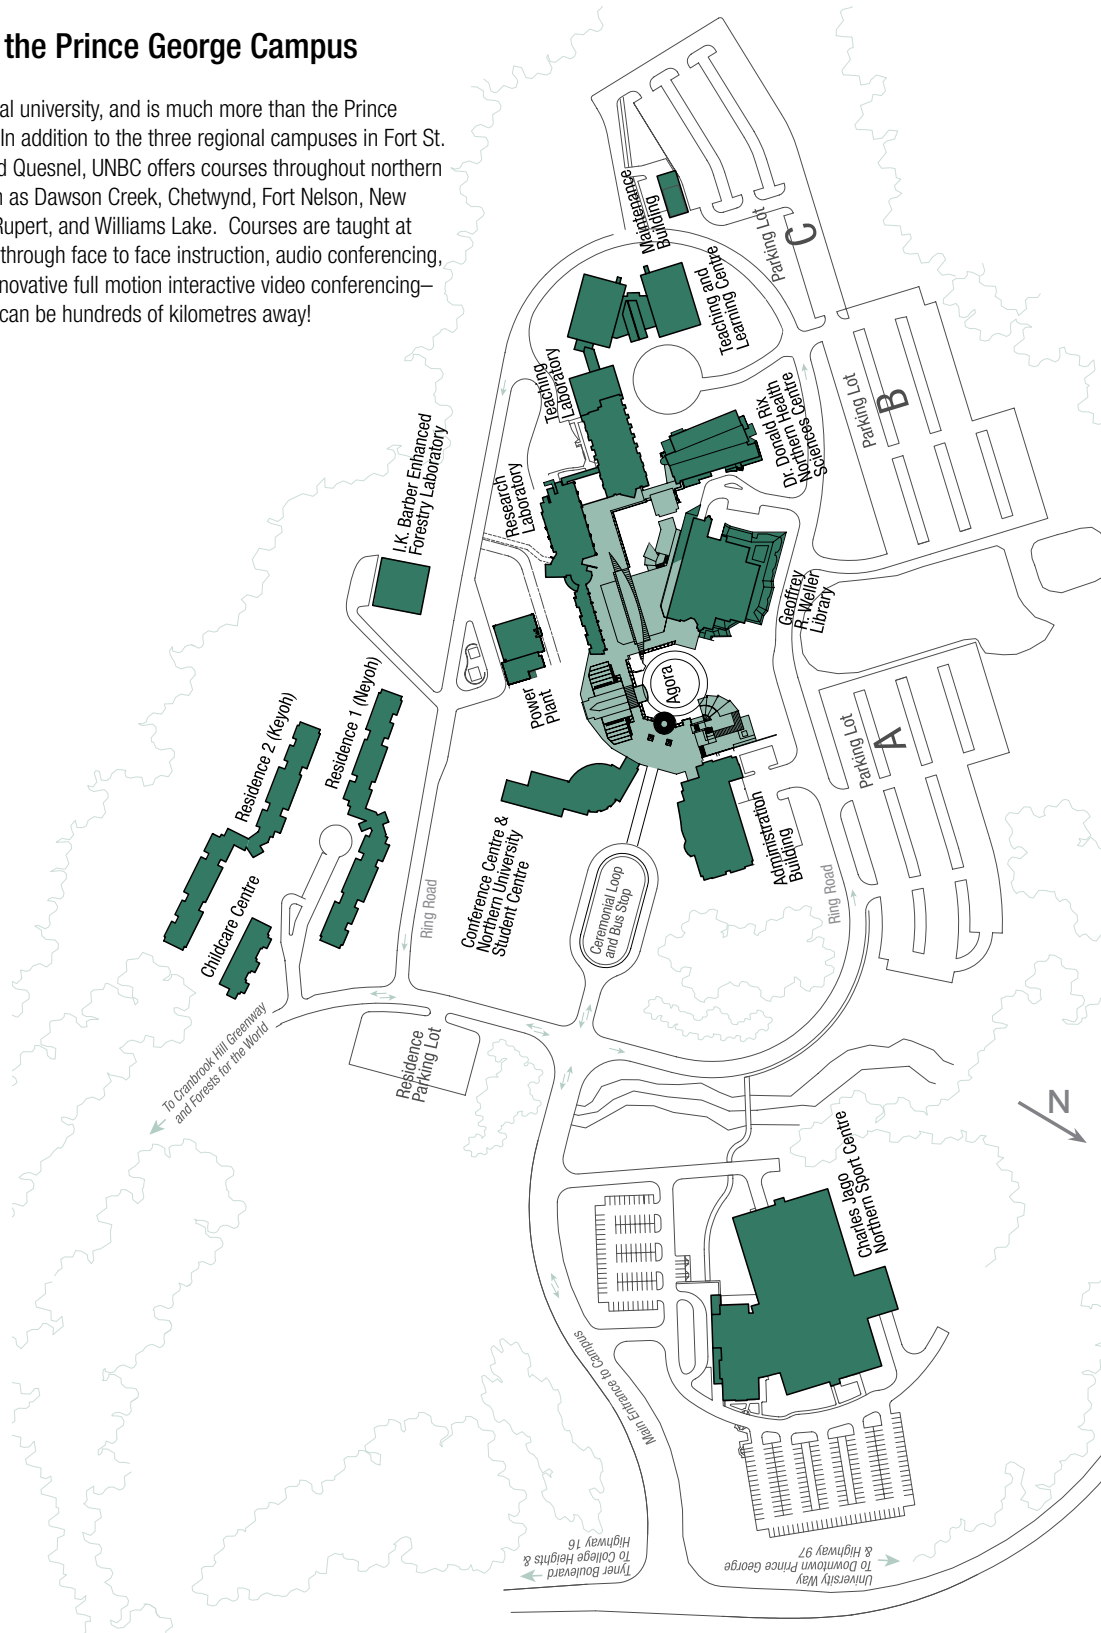 the Prince George Campus
al university, and is much more than the Prince
In addition to the three regional campuses in Fort St.
d Quesnel, UNBC offers courses throughout northern
n as Dawson Creek, Chetwynd, Fort Nelson, New
Rupert, and Williams Lake. Courses are taught at
through face to face instruction, audio conferencing,
novative full motion interactive video conferencing–
can be hundreds of kilometres away!
Maintenance
Building
Parking Lot
C
Teaching and
Learning Centre
Teaching
Laboratory
Dr. Donald Rix
Northern Health
Sciences Centre
Parking Lot
B
I.K. Barber Enhanced
Forestry Laboratory
Research
Laboratory
Geoffrey
R. Weller
Library
Power
Plant
Agora
Parking Lot
A
Residence 2 (Keyoh)
Residence 1 (Neyoh)
Childcare Centre
Ring Road
Conference Centre &
Northern University
Student Centre
Administration
Building
Ceremonial Loop
and Bus Stop
Ring Road
To Cranbrook Hill Greenway
and Forests for the World
Residence
Parking Lot
N
Charles Jago
Northern Sport Centre
Main Entrance to Campus
Tyner Boulevard
To College Heights &
Highway 16
University Way
To Downtown Prince George
& Highway 97